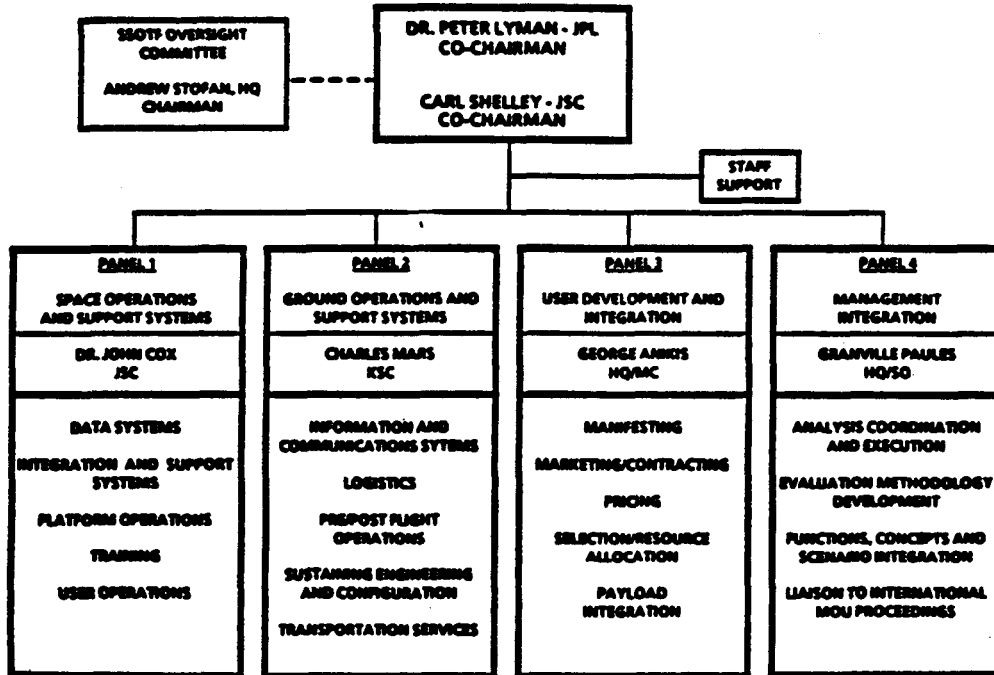 SSOTF OVERSIGHT
COMMITTEE
ANDREW STOFAN, HQ
CHAIRMAN
DR. PETER LYMAN - JPL
CO-CHAIRMAN
CARL SHELLEY - JSC
CO-CHAIRMAN
STAFF
SUPPORT
PANEL 1
SPACE OPERATIONS
AND SUPPORT SYSTEMS
DR. JOHN COX
JSC
DATA SYSTEMS
INTEGRATION AND SUPPORT
SYSTEMS
PLATFORM OPERATIONS
TRAINING
USER OPERATIONS
PANEL 2
GROUND OPERATIONS AND
SUPPORT SYSTEMS
CHARLES MARS
KSC
INFORMATION AND
COMMUNICATIONS SYTEMS
LOGISTICS
PRE/POST FLIGHT
OPERATIONS
SUSTAINING ENGINEERING
AND CONFIGURATION
TRANSPORTATION SERVICES
PANEL 3
USER DEVELOPMENT AND
INTEGRATION
GEORGE ANIKIS
HQ/MC
MANIFESTING
MARKETING/CONTRACTING
PRICING
SELECTION/RESOURCE
ALLOCATION
PAYLOAD
INTEGRATION
PANEL 4
MANAGEMENT
INTEGRATION
GRANVILLE PAULES
HQ/SO
ANALYSIS COORDINATION
AND EXECUTION
EVALUATION METHODOLOGY
DEVELOPMENT
FUNCTIONS, CONCEPTS AND
SCENARIO INTEGRATION
LIAISON TO INTERNATIONAL
MOU PROCEEDINGS